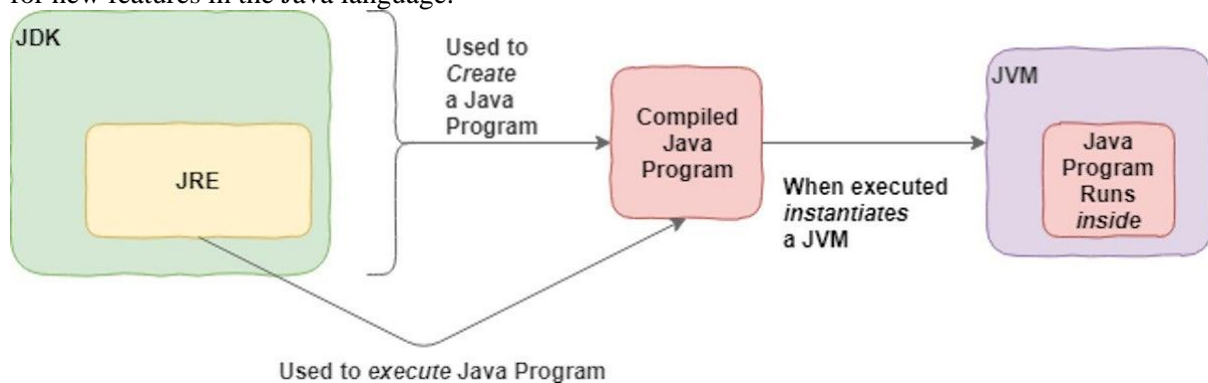 for new features in the Java language.
JDK
JRE
Used to
Create
a Java
Program
Compiled
Java
Program
When executed
instantiates
a JVM
JVM
Java
Program
Runs
inside
Used to execute Java Program